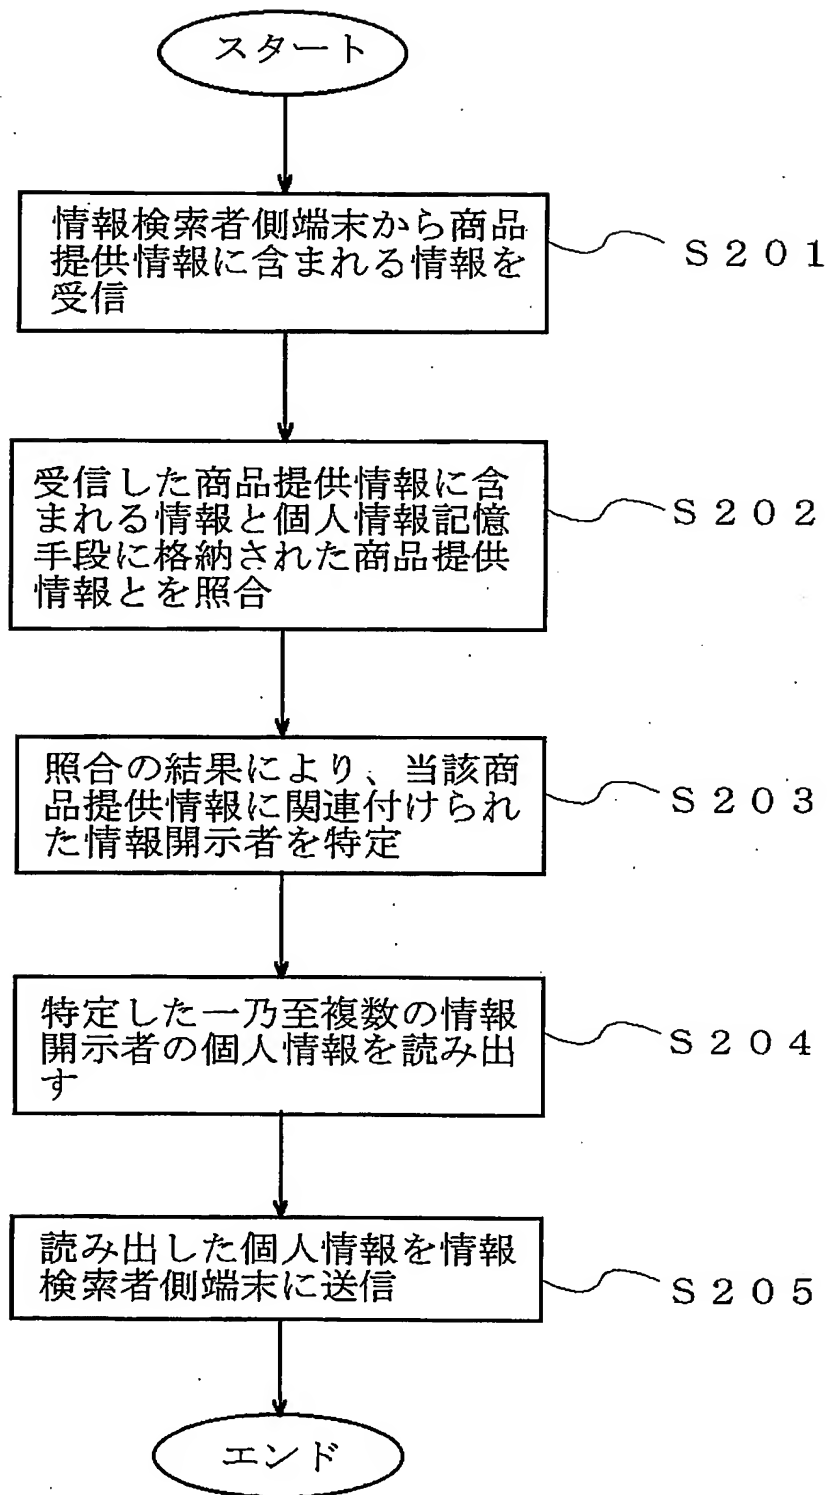 スタート
情報検索者側端末から商品
提供情報に含まれる情報を
受信
S201
受信した商品提供情報に含
まれる情報と個人情報記憶
手段に格納された商品提供
情報とを照合
S202
照合の結果により、当該商
品提供情報に関連付けられ
た情報開示者を特定
S203
特定した一乃至複数の情報
開示者の個人情報を読み出
す
S204
読み出した個人情報を情報
検索者側端末に送信
S205
エンド